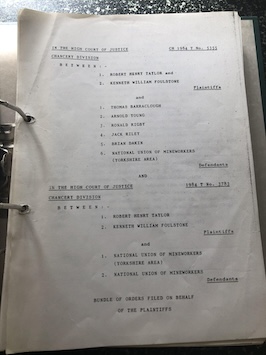 IN THE HIGH COURT OF JUSTICE CH 1984 T No. 5151
CHANCERY DIVISION
B E T W E E N :-
1. ROBERT HENRY TAYLOR and
2. KENNETH WILLIAM FOULSTONE
Plaintiffs
and
1. THOMAS BARRACLOUGH
2. ARNOLD YOUNG
3. RONALD RIGBY
4. JACK RILEY
5. BRIAN DAKIN
6. NATIONAL UNION OF MINEWORKERS
(YORKSHIRE AREA)
Defendants
AND
IN THE HIGH COURT OF JUSTICE 1984 T No.
CHANCERY DIVISION
B E T W E E N :-
1. ROBERT HENRY TAYLOR
2. KENNETH WILLIAM FOULSTONE
Plaintiffs
and
1. NATIONAL UNION OF MINEWORKERS
(YORKSHIRE AREA)
2. NATIONAL UNION OF MINEWORKERS
Defendants
BUNDLE OF ORDERS FILED ON BEHALF
OF THE PLAINTIFFS